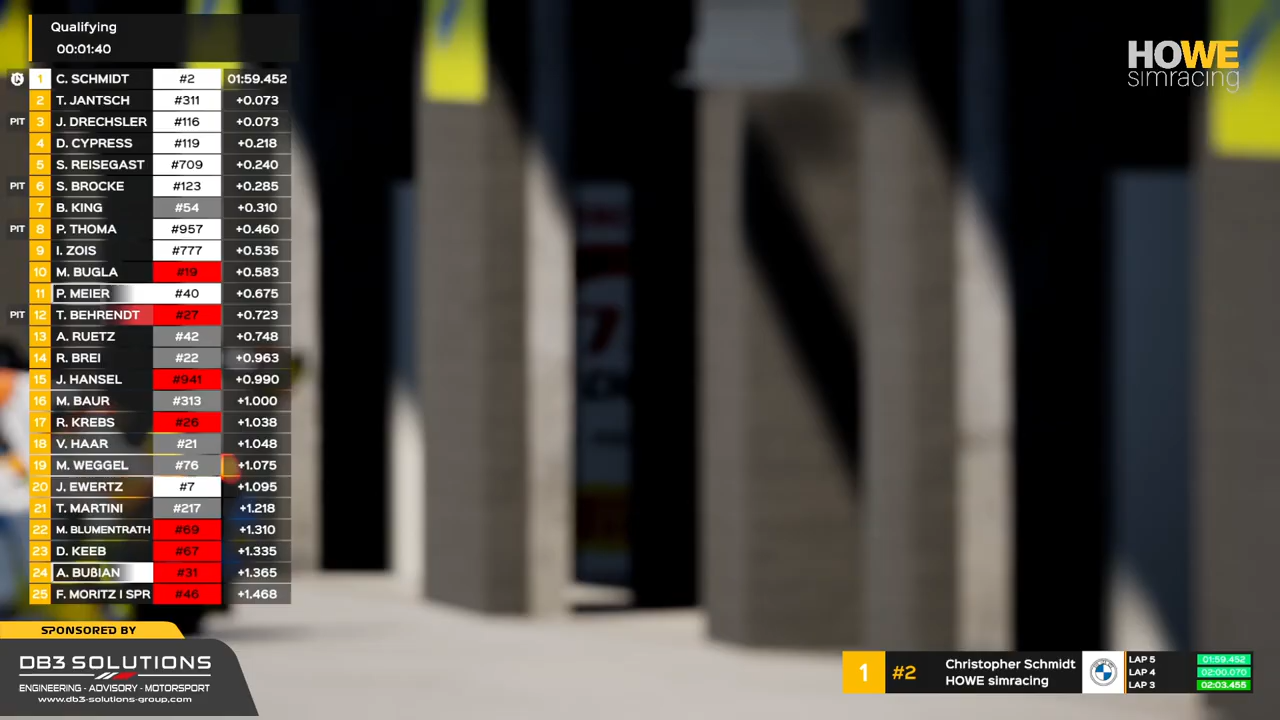 Qualifying
00:01:40
HOWE
simracing
1 C. SCHMIDT #2 01:59.452
2 T. JANTSCH #311 +0.073
PIT 3 J. DRECHSLER #116 +0.073
4 D. CYPRESS #119 +0.218
5 S. REISEGAST #709 +0.240
PIT 6 S. BROCKE #123 +0.285
7 B. KING #54 +0.310
PIT 8 P. THOMA #957 +0.460
9 I. ZOIS #777 +0.535
10 M. BUGLA #19 +0.583
11 P. MEIER #40 +0.675
PIT 12 T. BEHRENDT #27 +0.723
13 A. RUETZ #42 +0.748
14 R. BREI #22 +0.963
15 J. HANSEL #941 +0.990
16 M. BAUR #313 +1.000
17 R. KREBS #26 +1.038
18 V. HAAR #21 +1.048
19 M. WEGGEL #76 +1.075
20 J. EWERTZ #7 +1.095
21 T. MARTINI #217 +1.218
22 M. BLUMENTRATH #69 +1.310
23 D. KEEB #67 +1.335
24 A. BUBIAN #31 +1.365
25 F. MORITZ I SPR #46 +1.468
SPONSORED BY
DB3 SOLUTIONS
ENGINEERING - ADVISORY - MOTORSPORT
www.db3-solutions-group.com
1 #2 Christopher Schmidt
HOWE simracing
LAP 5 01:59.452
LAP 4 02:00.070
LAP 3 02:03.455